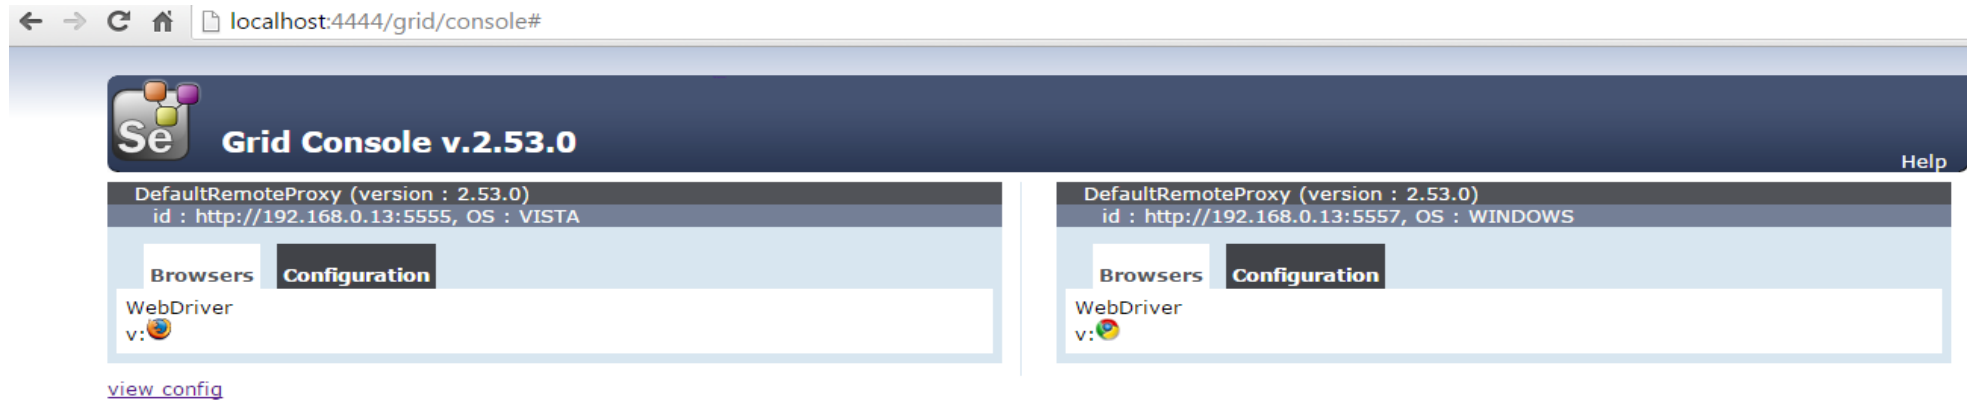 localhost:4444/grid/console#
Se
Grid Console v.2.53.0
Help
DefaultRemoteProxy (version : 2.53.0)
id : http://192.168.0.13:5555, OS : VISTA
Browsers Configuration
WebDriver
v:
DefaultRemoteProxy (version : 2.53.0)
id : http://192.168.0.13:5557, OS : WINDOWS
Browsers Configuration
WebDriver
v:
view config